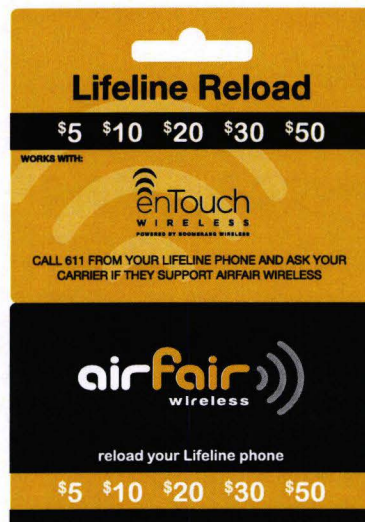 Lifeline Reload
$5 $10 $20 $30 $50
WORKS WITH:
enTouch
WIRELESS
POWERED BY BOOMERANG WIRELESS
CALL 611 FROM YOUR LIFELINE PHONE AND ASK YOUR
CARRIER IF THEY SUPPORT AIRFAIR WIRELESS
airfair
wireless
reload your Lifeline phone
$5 $10 $20 $30 $50